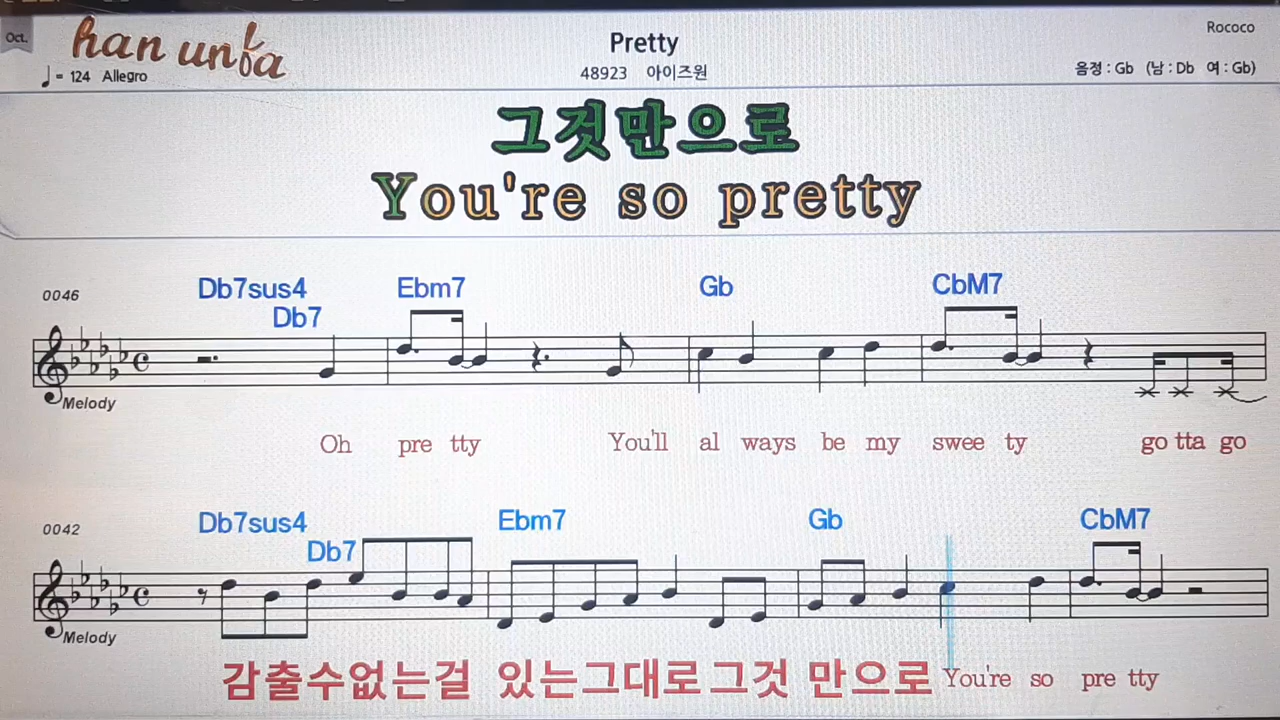 Oct.
han unfa
Pretty
Rococo
♩= 124 Allegro
48923 아이즈원
음정 : Gb (남 : Db 여 : Gb)
그것만으로
You're so pretty
0046
Db7sus4 Db7 Ebm7 Gb CbM7
Melody
Oh pre tty You'll al ways be my swee ty go tta go
0042
Db7sus4 Db7 Ebm7 Gb CbM7
Melody
감출수없는걸 있는그대로그것 만으로 You're so pre tty